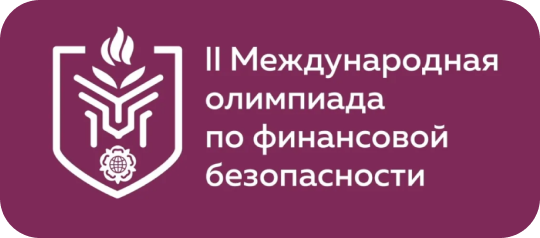 II Международная
олимпиада
по финансовой
безопасности